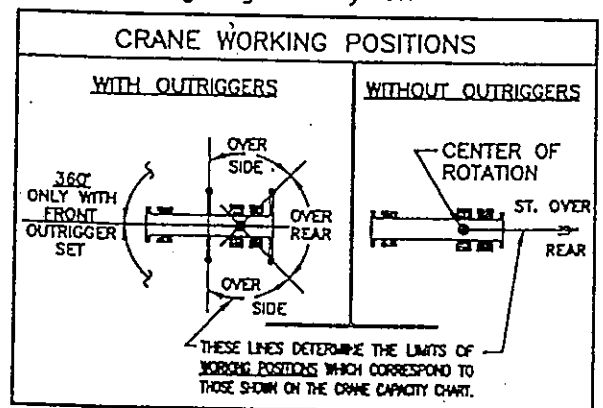 CRANE WORKING POSITIONS
WITH OUTRIGGERS
360°
ONLY WITH
FRONT
OUTRIGGER
SET
OVER
SIDE
OVER
REAR
OVER
SIDE
WITHOUT OUTRIGGERS
CENTER OF
ROTATION
ST. OVER
REAR
THESE LINES DETERMINE THE LIMITS OF
WORKING POSITIONS WHICH CORRESPOND TO
THOSE SHOWN ON THE CRANE CAPACITY CHART.